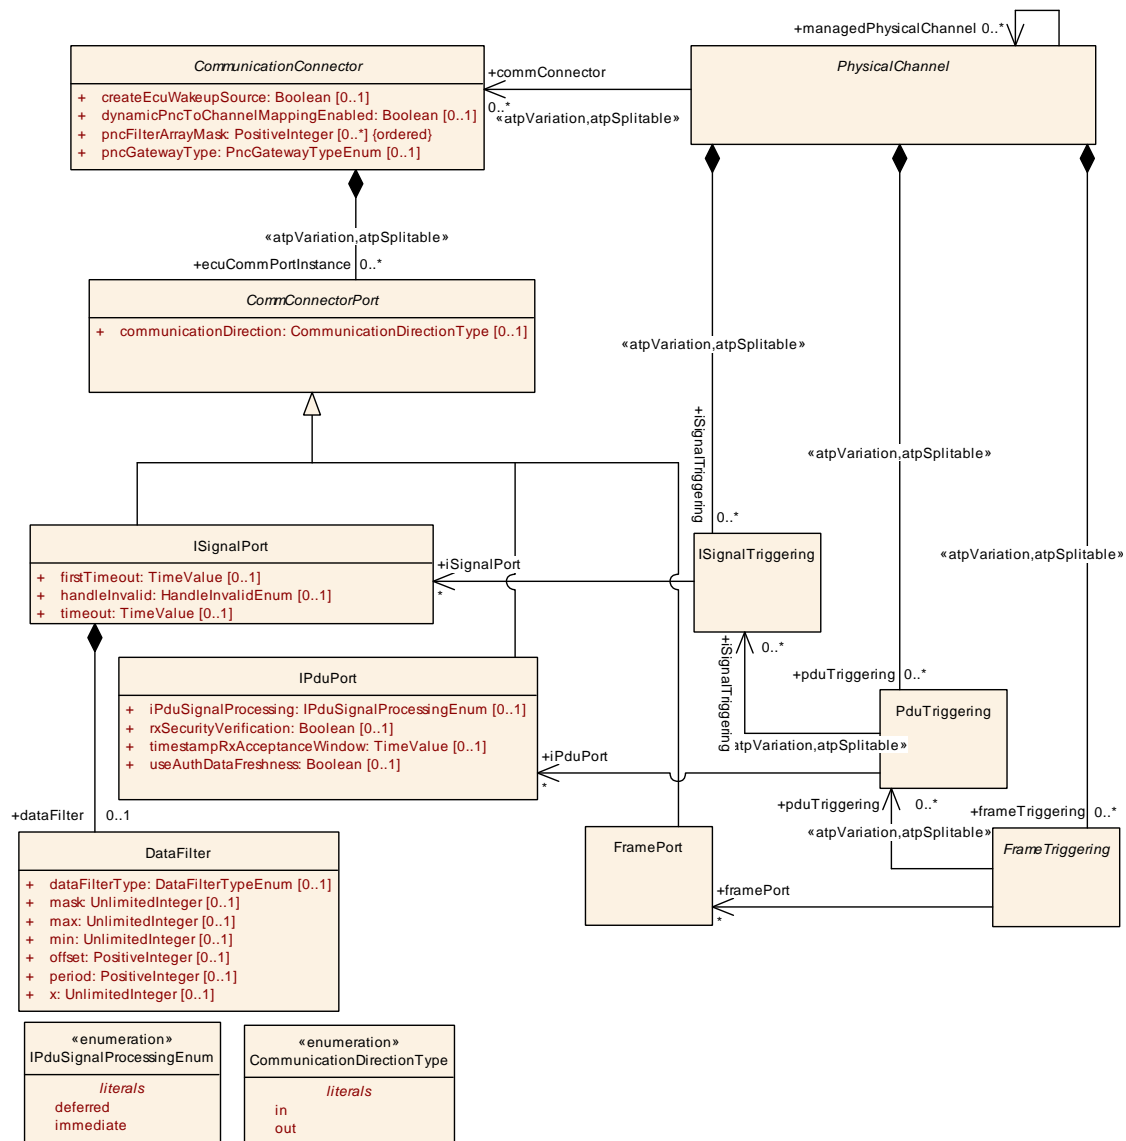 +managedPhysicalChannel 0..*
CommunicationConnector
+ createEcuWakeupSource: Boolean [0..1]
+ dynamicPncToChannelMappingEnabled: Boolean [0..1]
+ pncFilterArrayMask: PositiveInteger [0..*] {ordered}
+ pncGatewayType: PncGatewayTypeEnum [0..1]
+commConnector
0..*
«atpVariation,atpSplitable»
PhysicalChannel
«atpVariation,atpSplitable»
+ecuCommPortInstance 0..*
CommConnectorPort
+ communicationDirection: CommunicationDirectionType [0..1]
«atpVariation,atpSplitable»
+iSignalTriggering
0..*
«atpVariation,atpSplitable»
«atpVariation,atpSplitable»
ISignalPort
+ firstTimeout: TimeValue [0..1]
+ handleInvalid: HandleInvalidEnum [0..1]
+ timeout: TimeValue [0..1]
+iSignalPort
*
ISignalTriggering
+iSignalTriggering
0..*
+pduTriggering 0..*
IPduPort
+ iPduSignalProcessing: IPduSignalProcessingEnum [0..1]
+ rxSecurityVerification: Boolean [0..1]
+ timestampRxAcceptanceWindow: TimeValue [0..1]
+ useAuthDataFreshness: Boolean [0..1]
PduTriggering
atpVariation,atpSplitable»
+iPduPort
*
+pduTriggering 0..*
«atpVariation,atpSplitable»
+frameTriggering 0..*
+dataFilter 0..1
DataFilter
+ dataFilterType: DataFilterTypeEnum [0..1]
+ mask: UnlimitedInteger [0..1]
+ max: UnlimitedInteger [0..1]
+ min: UnlimitedInteger [0..1]
+ offset: PositiveInteger [0..1]
+ period: PositiveInteger [0..1]
+ x: UnlimitedInteger [0..1]
FramePort
+framePort
*
FrameTriggering
«enumeration»
IPduSignalProcessingEnum
literals
deferred
immediate
«enumeration»
CommunicationDirectionType
literals
in
out